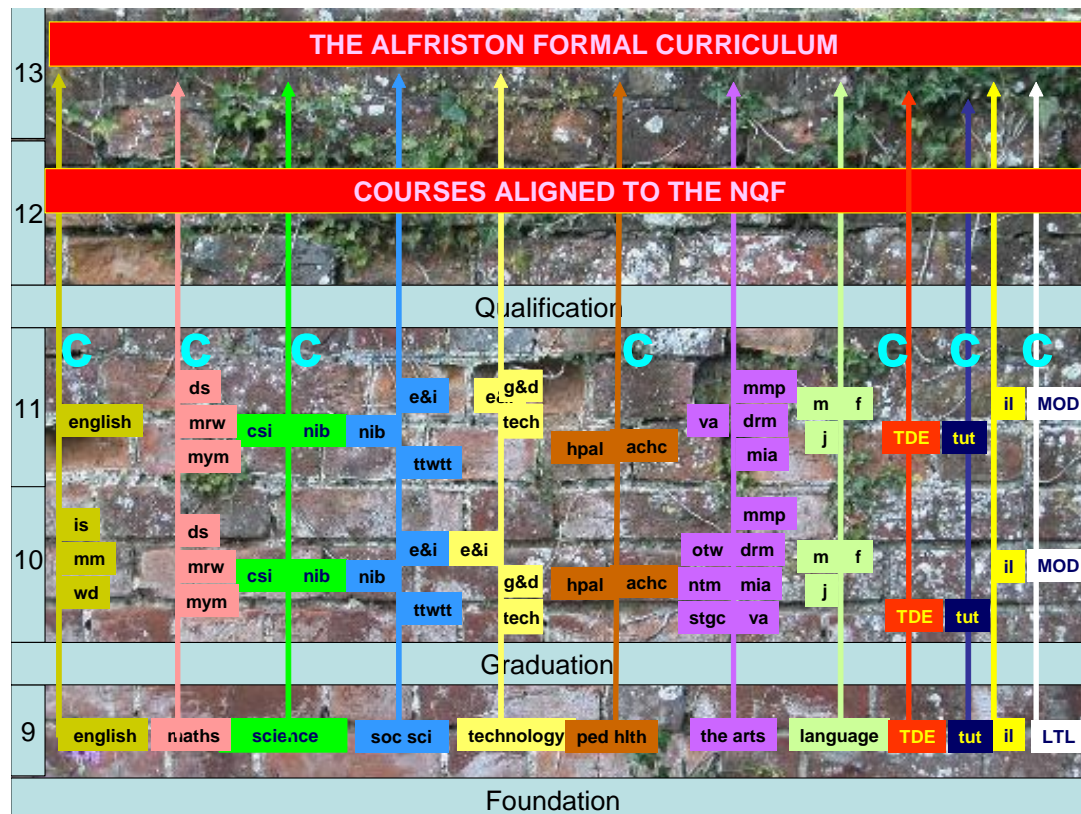 THE ALFRISTON FORMAL CURRICULUM
13
COURSES ALIGNED TO THE NQF
12
Qualification
C C C C C C C
ds e&i e& g&d mmp
11 english mrw csi nib nib tech va drm m f il MOD
mym ttwtt hpal achc mia j TDE tut
is mmp
ds
10 mm mrw csi nib nib e&i e&i g&d hpal achc otw drm m f il MOD
wd mym ttwtt tech ntm mia j
stgc va TDE tut
Graduation
9 english maths science soc sci technology ped hlth the arts language TDE tut il LTL
Foundation